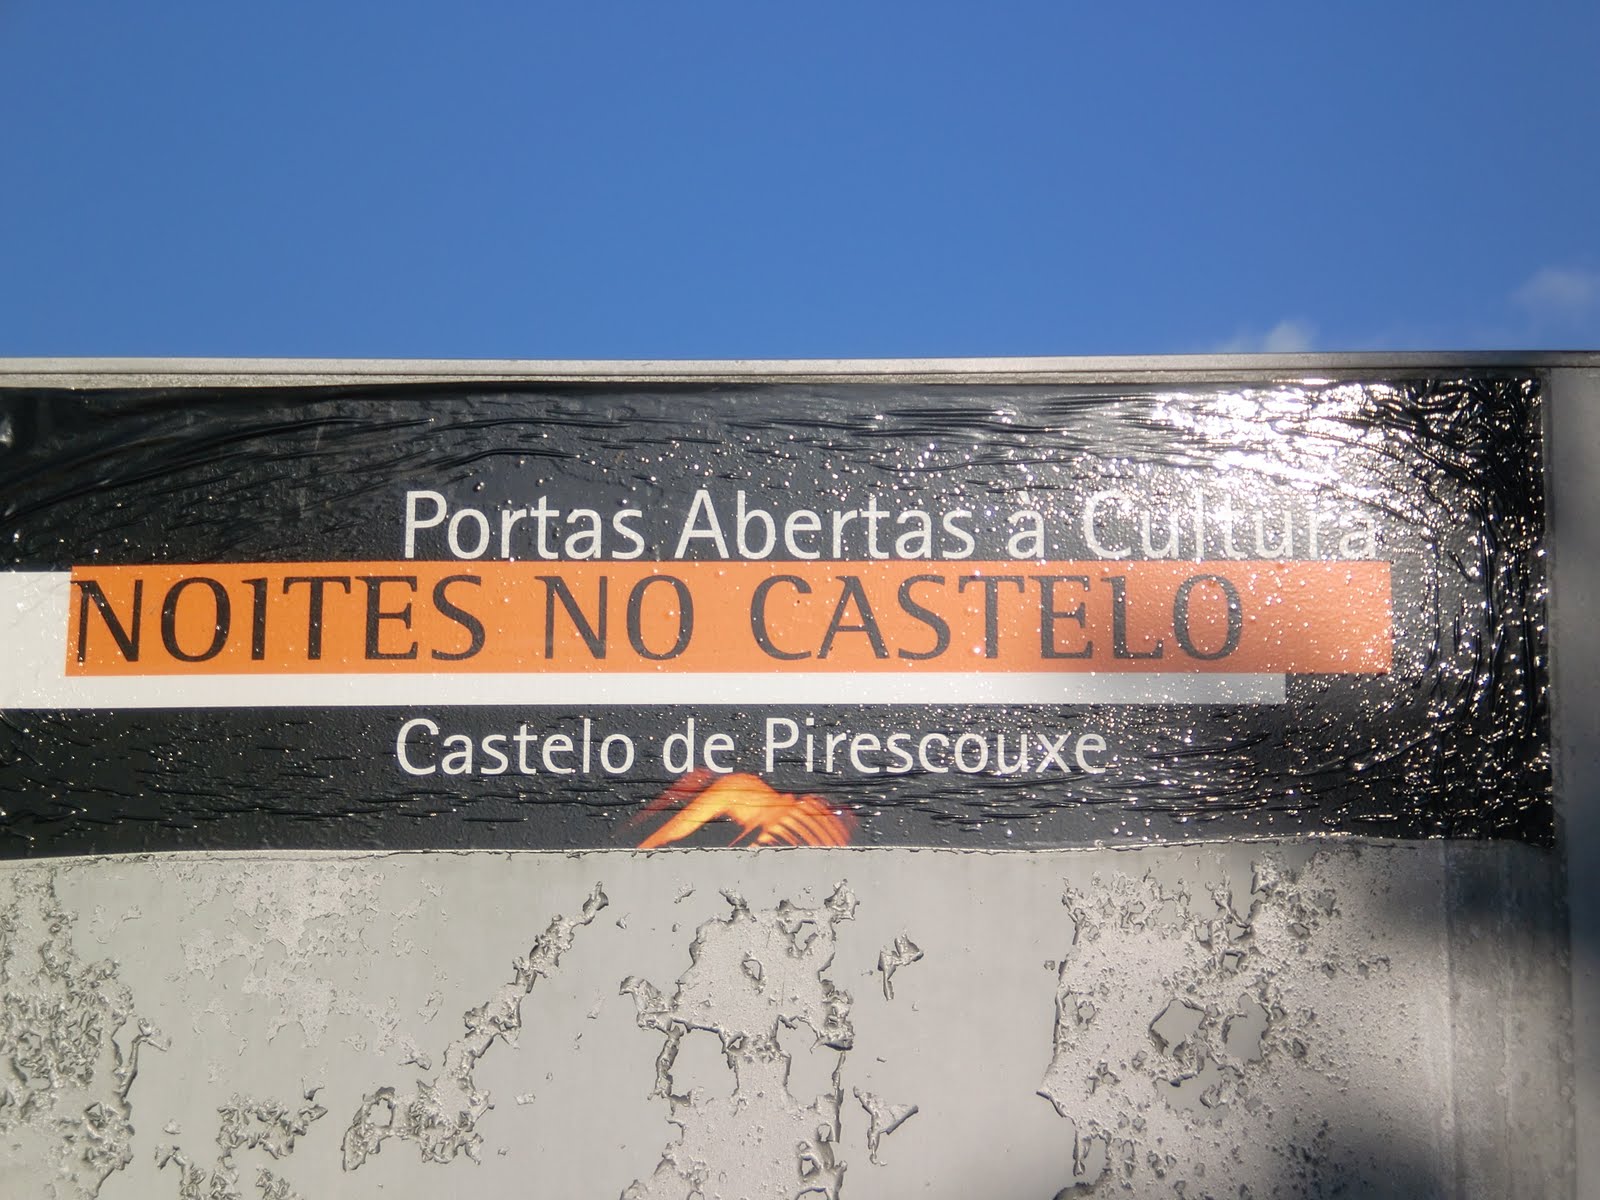 Portas Abertas à Cultura
NOITES NO CASTELO
Castelo de Pirescouxe